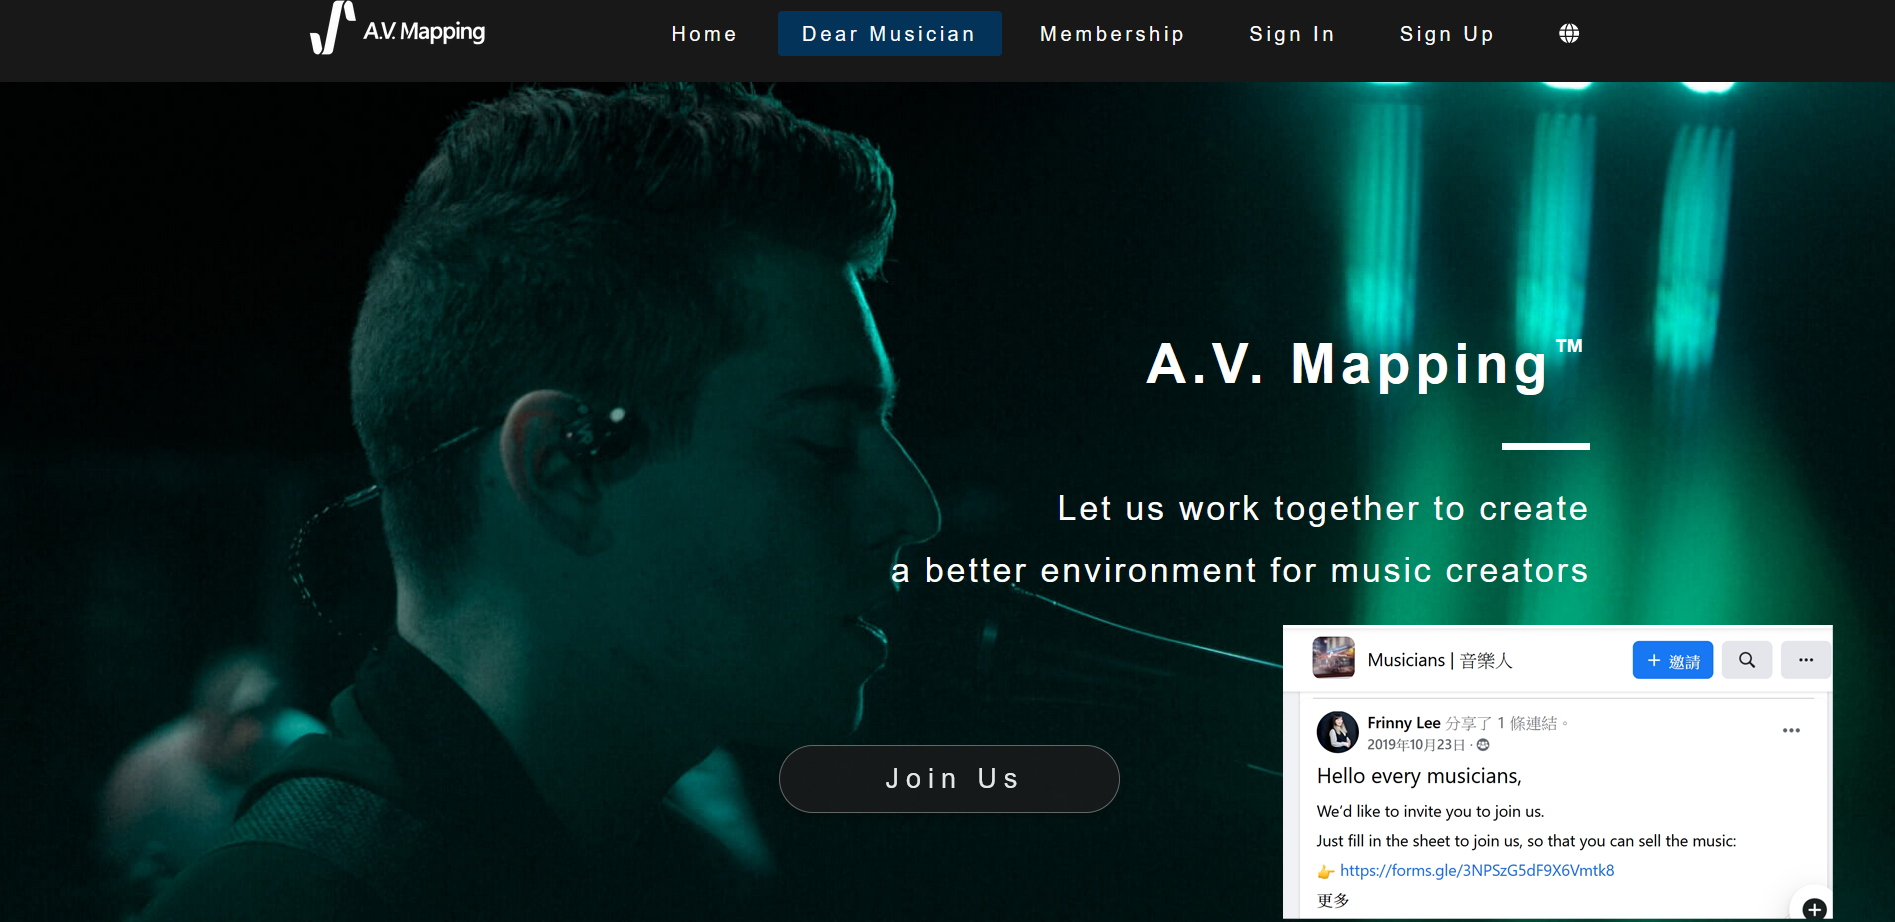 A.V. Mapping
Home
Dear Musician
Membership
Sign In
Sign Up
A.V. Mapping™
Let us work together to create
a better environment for music creators
Join Us
Musicians | 音樂人
+ 邀請
Frinny Lee 分享了 1 條連結。
2019年10月23日 ·
Hello every musicians,
We’d like to invite you to join us.
Just fill in the sheet to join us, so that you can sell the music:
👉 https://forms.gle/3NPSzG5dF9X6Vmtk8
更多